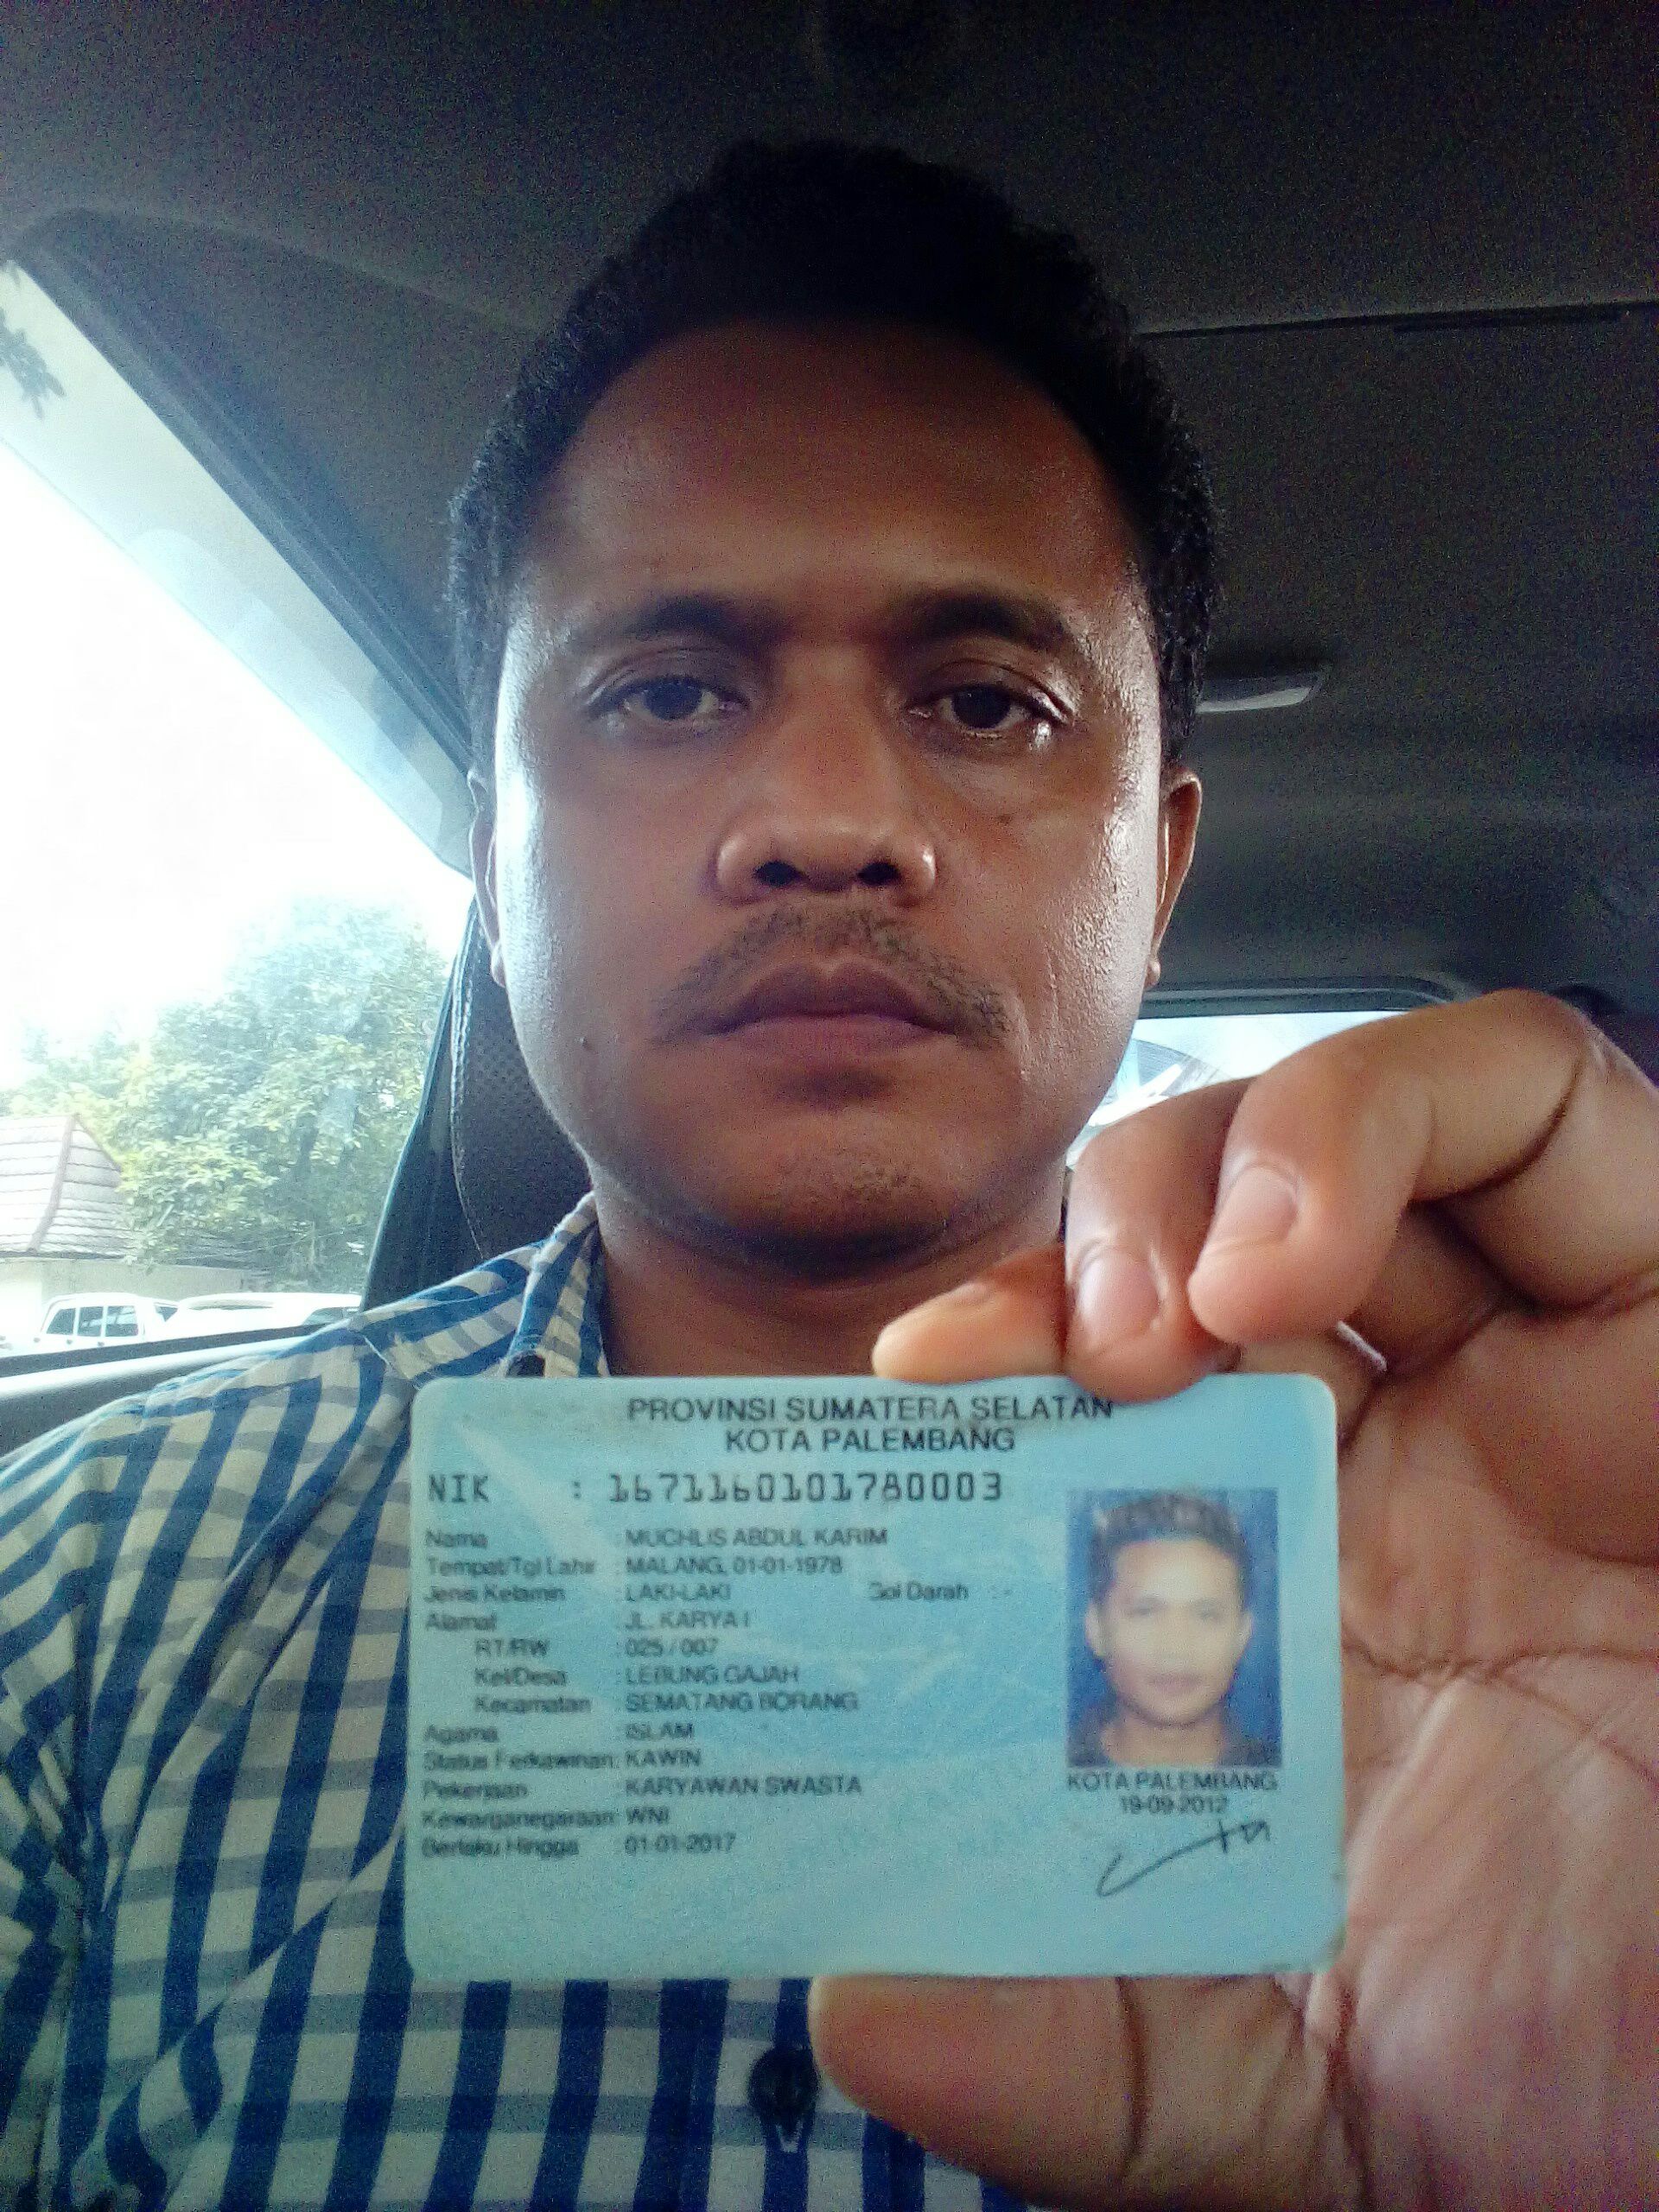 PROVINSI SUMATERA SELATAN
KOTA PALEMBANG
NIK : 1671160101780003
Nama : MUCHLIS ABDUL KARIM
Tempat/Tgl Lahir : MALANG, 01-01-1978
Jenis Kelamin : LAKI-LAKI Gol Darah : -
Alamat : JL. KARYA I
RT/RW : 025 / 007
Kel/Desa : LEBUNG GAJAH
Kecamatan : SEMATANG BORANG
Agama : ISLAM
Status Perkawinan: KAWIN
Pekerjaan : KARYAWAN SWASTA
Kewarganegaraan: WNI
Berlaku Hingga : 01-01-2017
KOTA PALEMBANG
19-09-2012